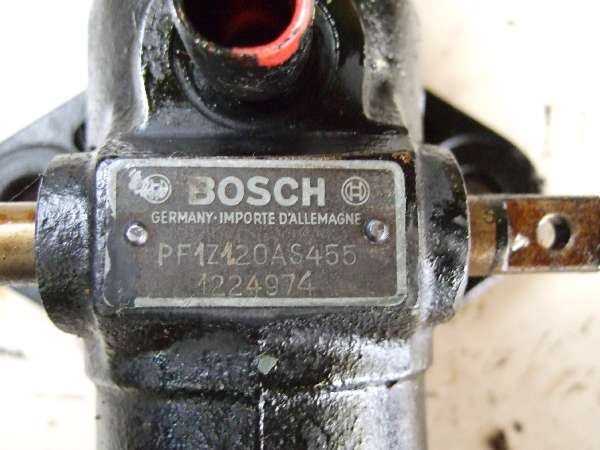 BOSCH
GERMANY·IMPORTE D'ALLEMAGNE
PF1Z120AS455
1224974